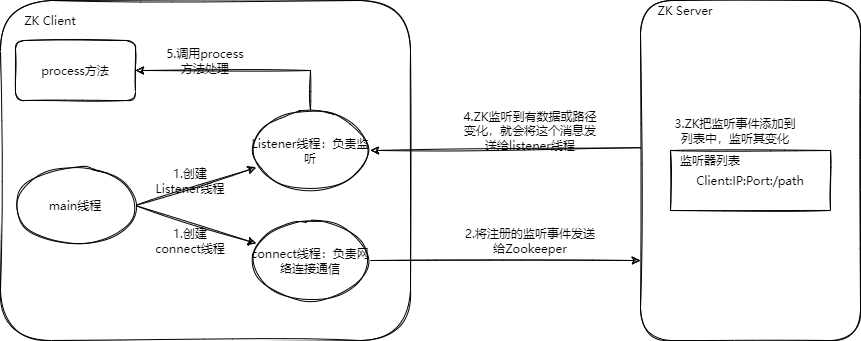 ZK Client
ZK Server
5.调用process
方法处理
process方法
4.ZK监听到有数据或路径
变化，就会将这个消息发
送给listener线程
3.ZK把监听事件添加到
列表中，监听其变化
Listener线程：负责监
听
监听器列表
Client:IP:Port:/path
1.创建
Listener线程
main线程
1.创建
connect线程
connect线程：负责网
络连接通信
2.将注册的监听事件发送
给Zookeeper